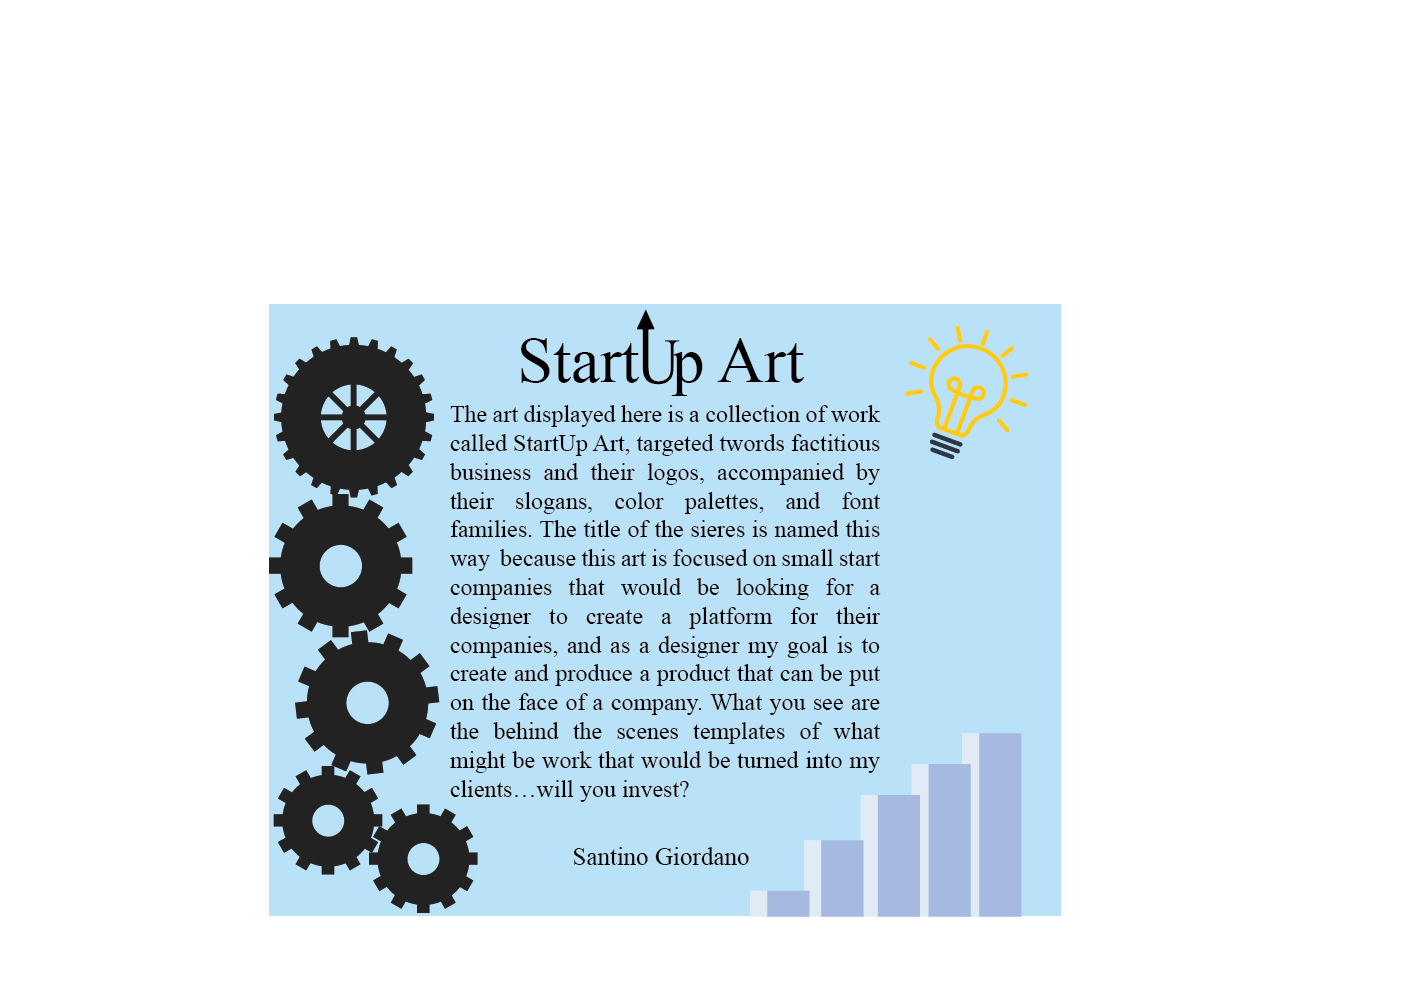 StartUp Art
The art displayed here is a collection of work
called StartUp Art, targeted twords factitious
business and their logos, accompanied by
their slogans, color palettes, and font
families. The title of the sieres is named this
way because this art is focused on small start
companies that would be looking for a
designer to create a platform for their
companies, and as a designer my goal is to
create and produce a product that can be put
on the face of a company. What you see are
the behind the scenes templates of what
might be work that would be turned into my
clients…will you invest?
Santino Giordano